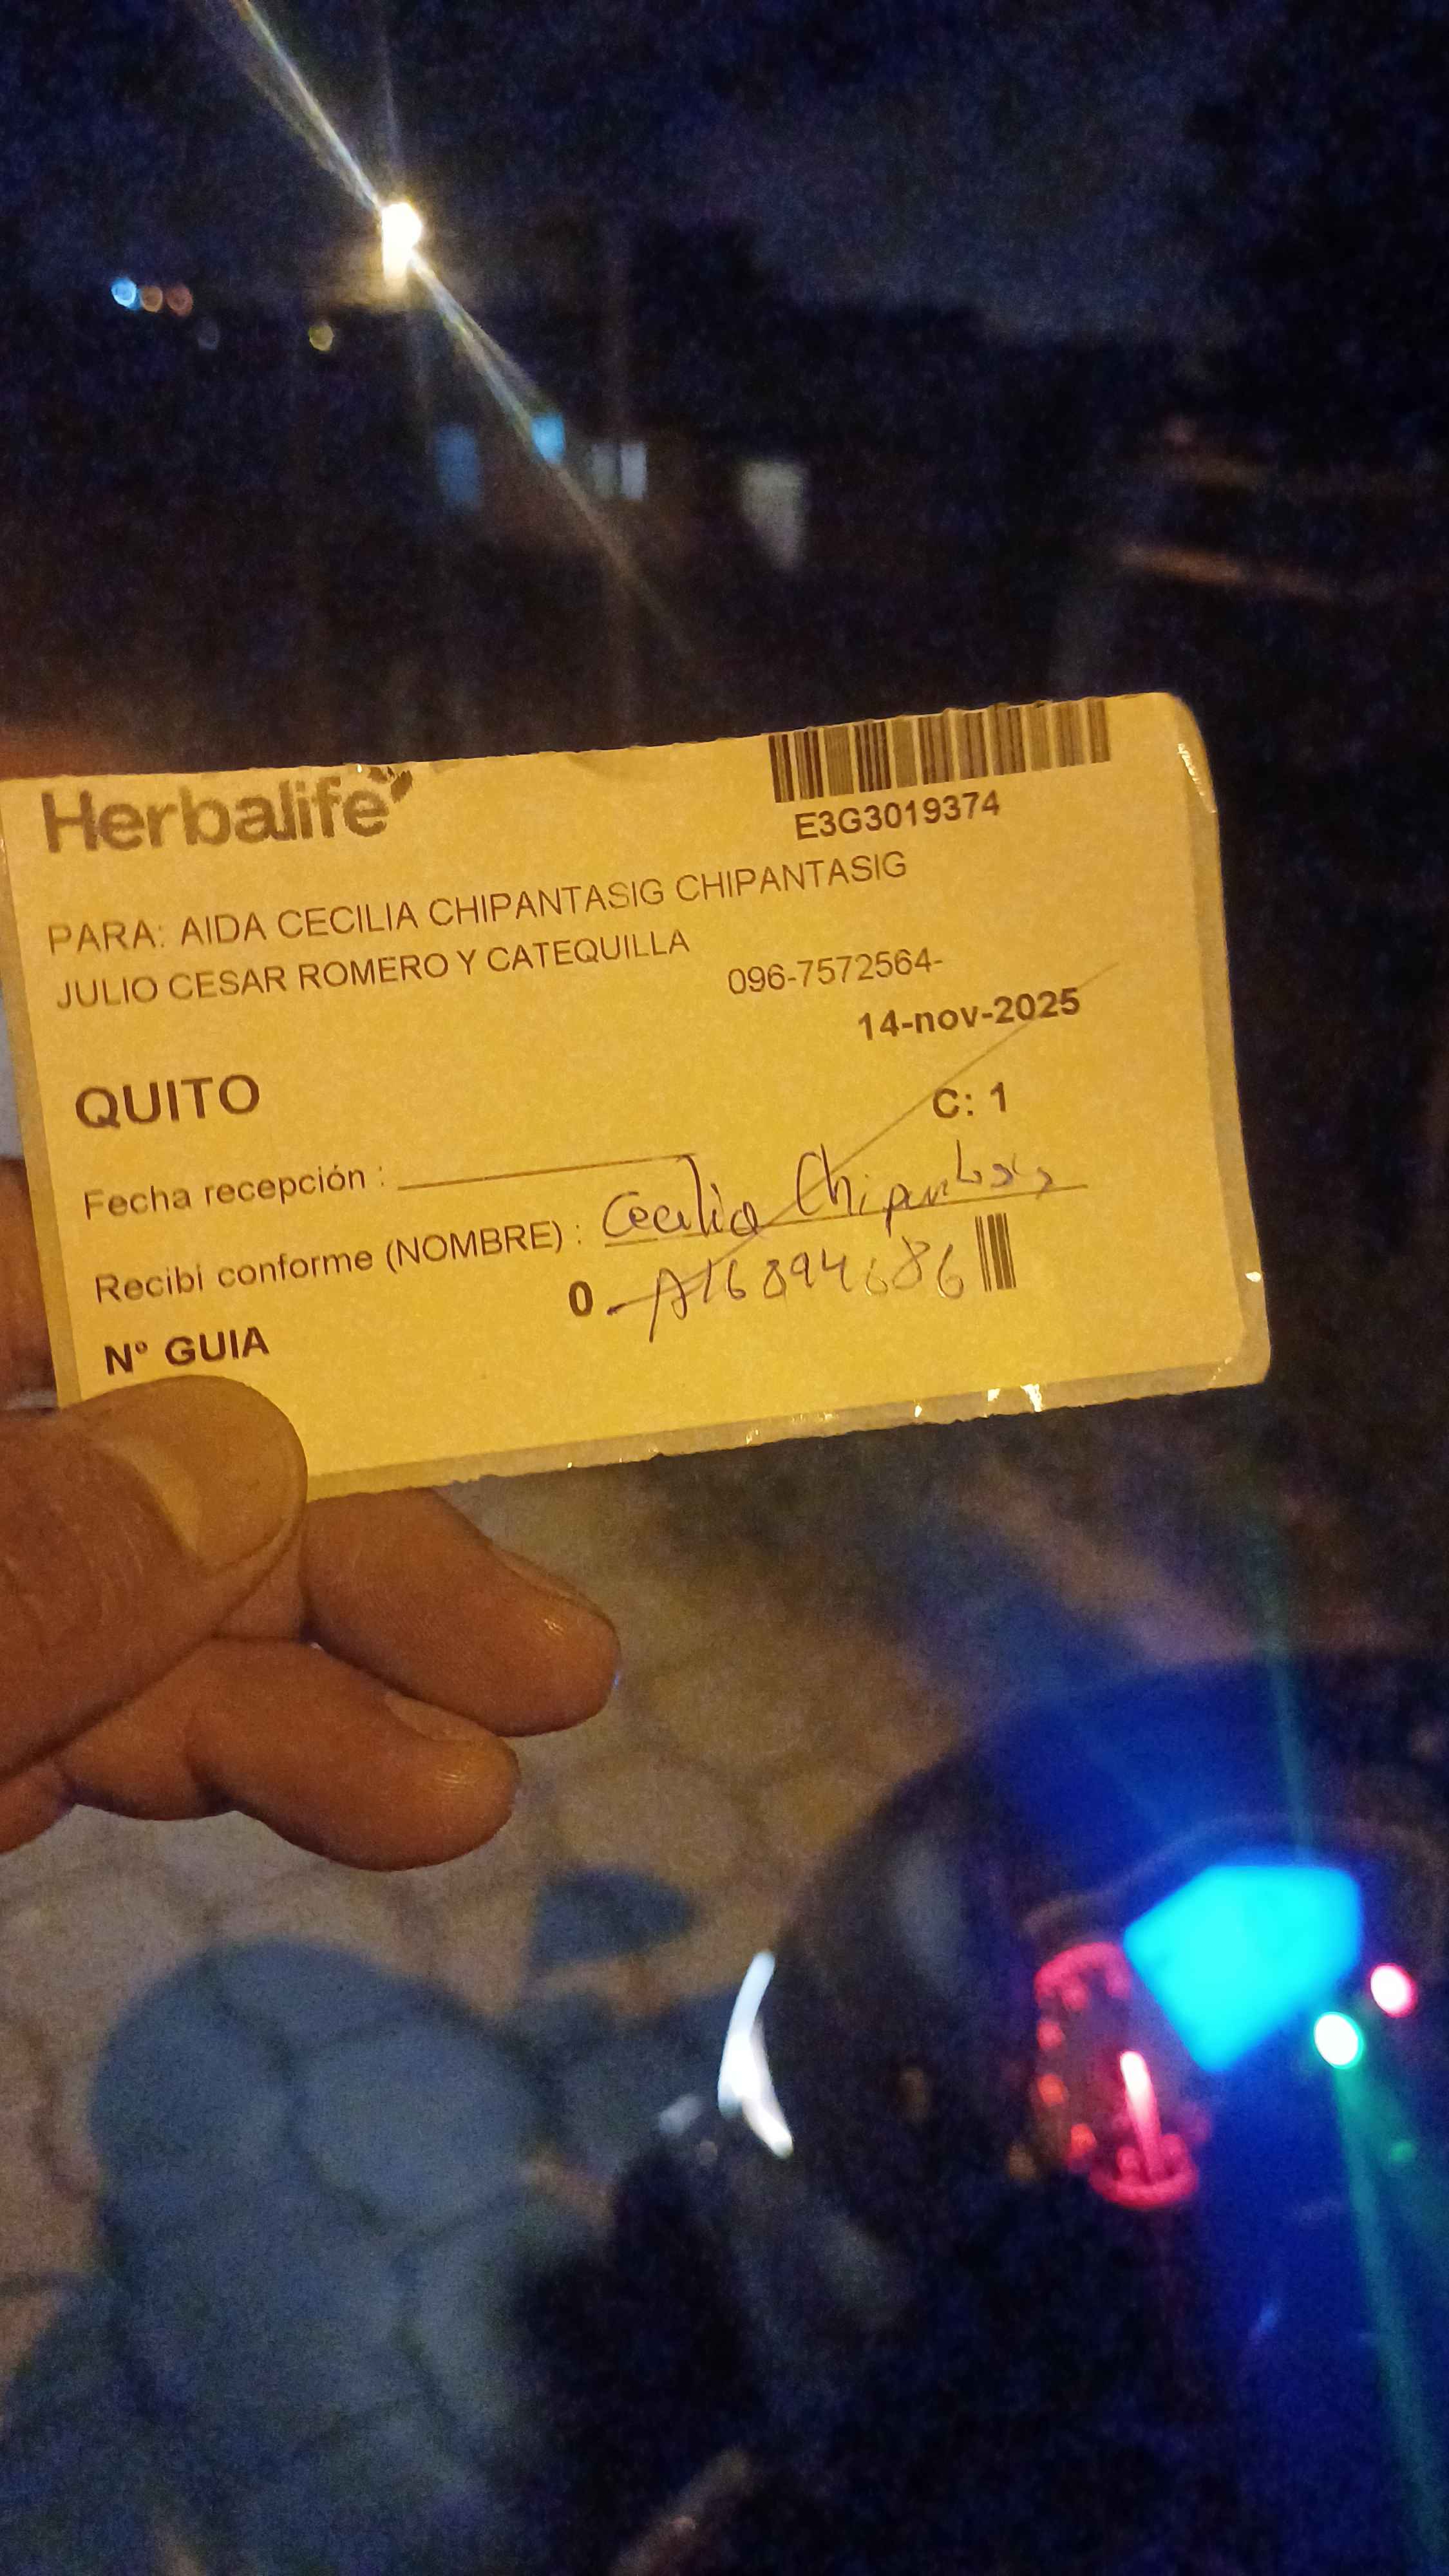 Herbalife
E3G3019374
PARA: AIDA CECILIA CHIPANTASIG CHIPANTASIG
JULIO CESAR ROMERO Y CATEQUILLA
096-7572564-
14-nov-2025
QUITO
C: 1
Fecha recepción :
Recibi conforme (NOMBRE) : Cecilia
0
Nº GUIA